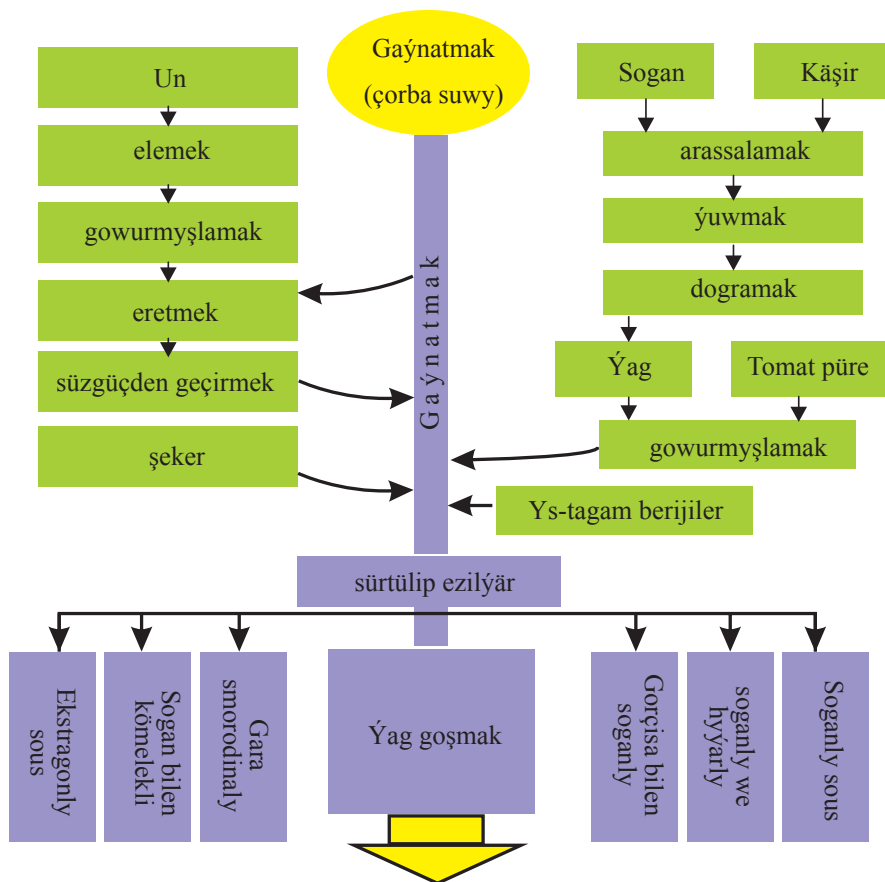 Gaýnatmak
(çorba suwy)
Un
elemek
gowurmyşlamak
eretmek
süzgüçden geçirmek
şeker
Gaýnatmak
Sogan
Käşir
arassalamak
ýuwmak
dogramak
Ýag
Tomat püre
gowurmyşlamak
Ys-tagam berijiler
sürtülip ezilýär
Ekstragonly
sous
Sogan bilen
kömelekli
Gara
smorodinaly
Ýag goşmak
Gorçisa bilen
soganly
soganly we
hyýarly
Soganly sous